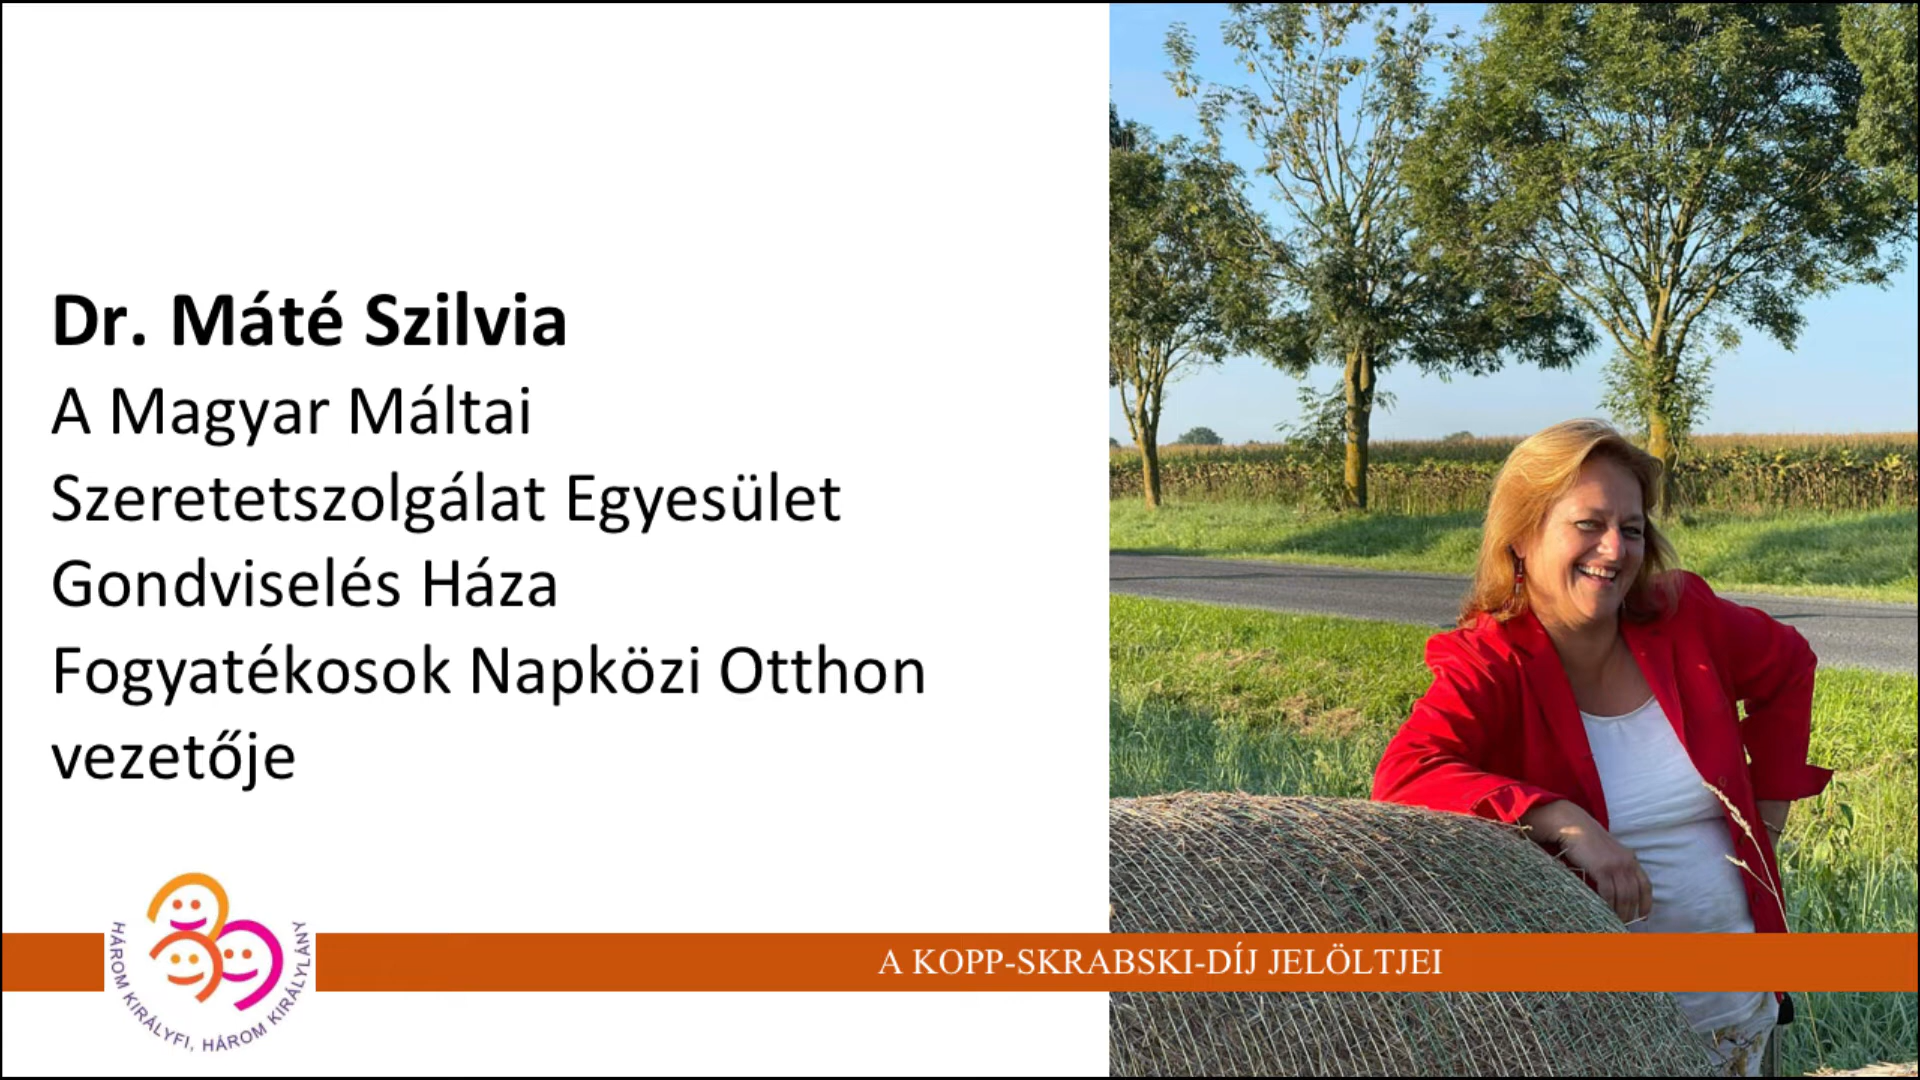 Dr. Máté Szilvia
A Magyar Máltai
Szeretetszolgálat Egyesület
Gondviselés Háza
Fogyatékosok Napközi Otthon
vezetője
HÁROM KIRÁLYFI, HÁROM KIRÁLYLÁNY
A KOPP-SKRABSKI-DÍJ JELÖLTJEI